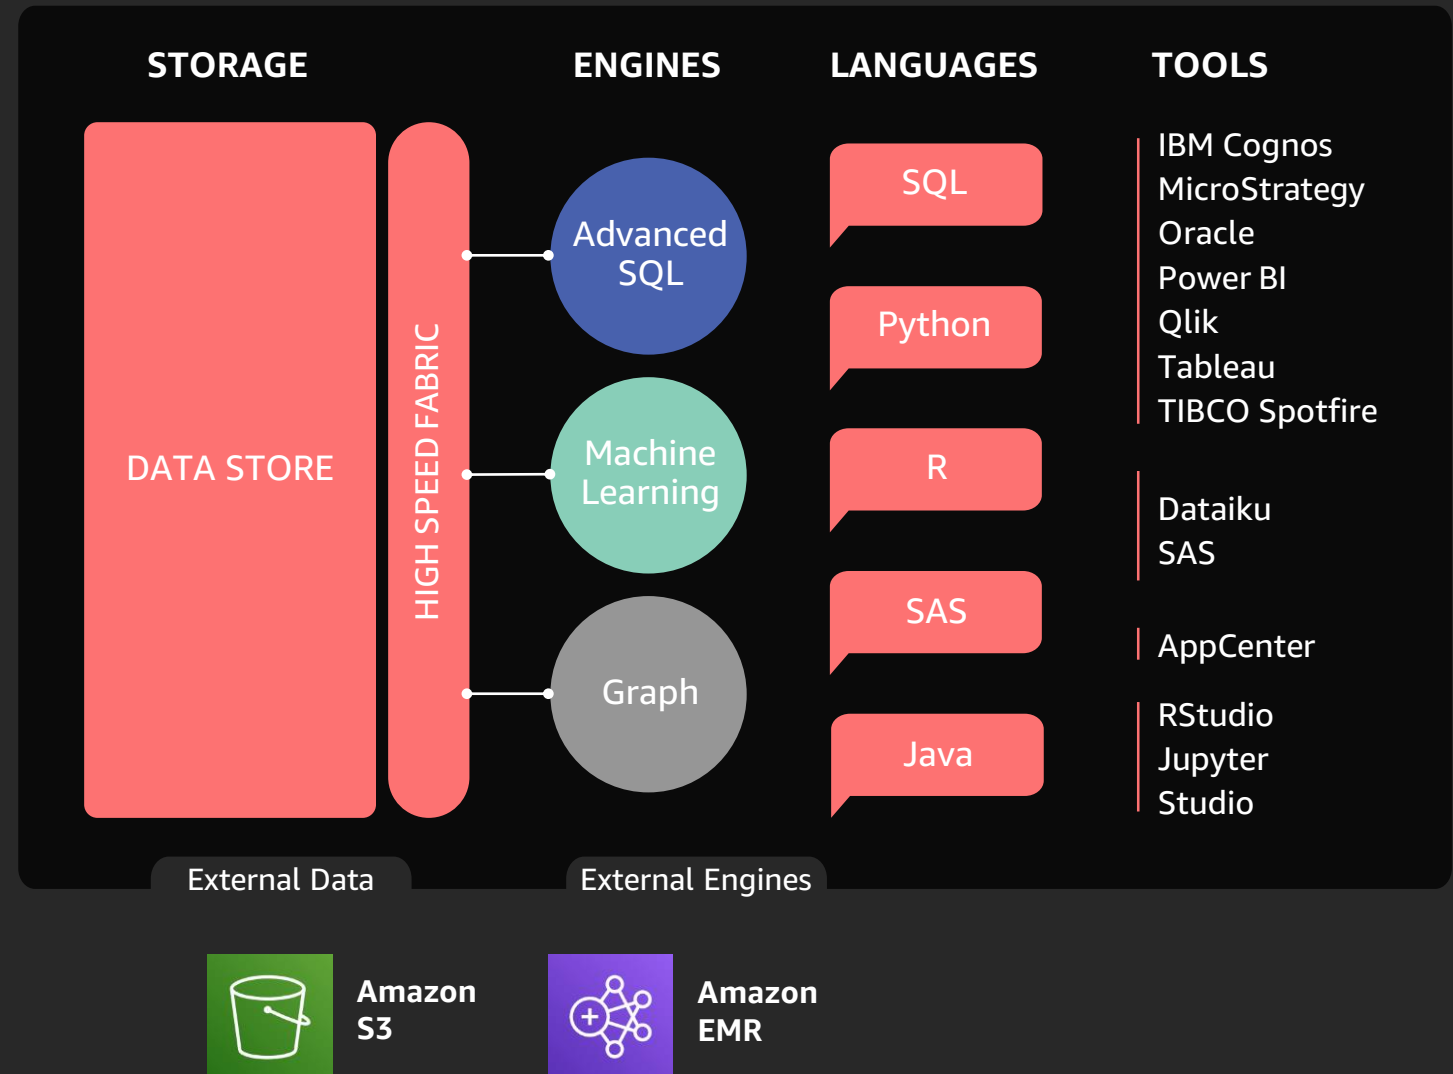 STORAGE
ENGINES
LANGUAGES
TOOLS
DATA STORE
HIGH SPEED FABRIC
Advanced
SQL
Machine
Learning
Graph
SQL
Python
R
SAS
Java
IBM Cognos
MicroStrategy
Oracle
Power BI
Qlik
Tableau
TIBCO Spotfire
Dataiku
SAS
AppCenter
RStudio
Jupyter
Studio
External Data
External Engines
Amazon
S3
Amazon
EMR